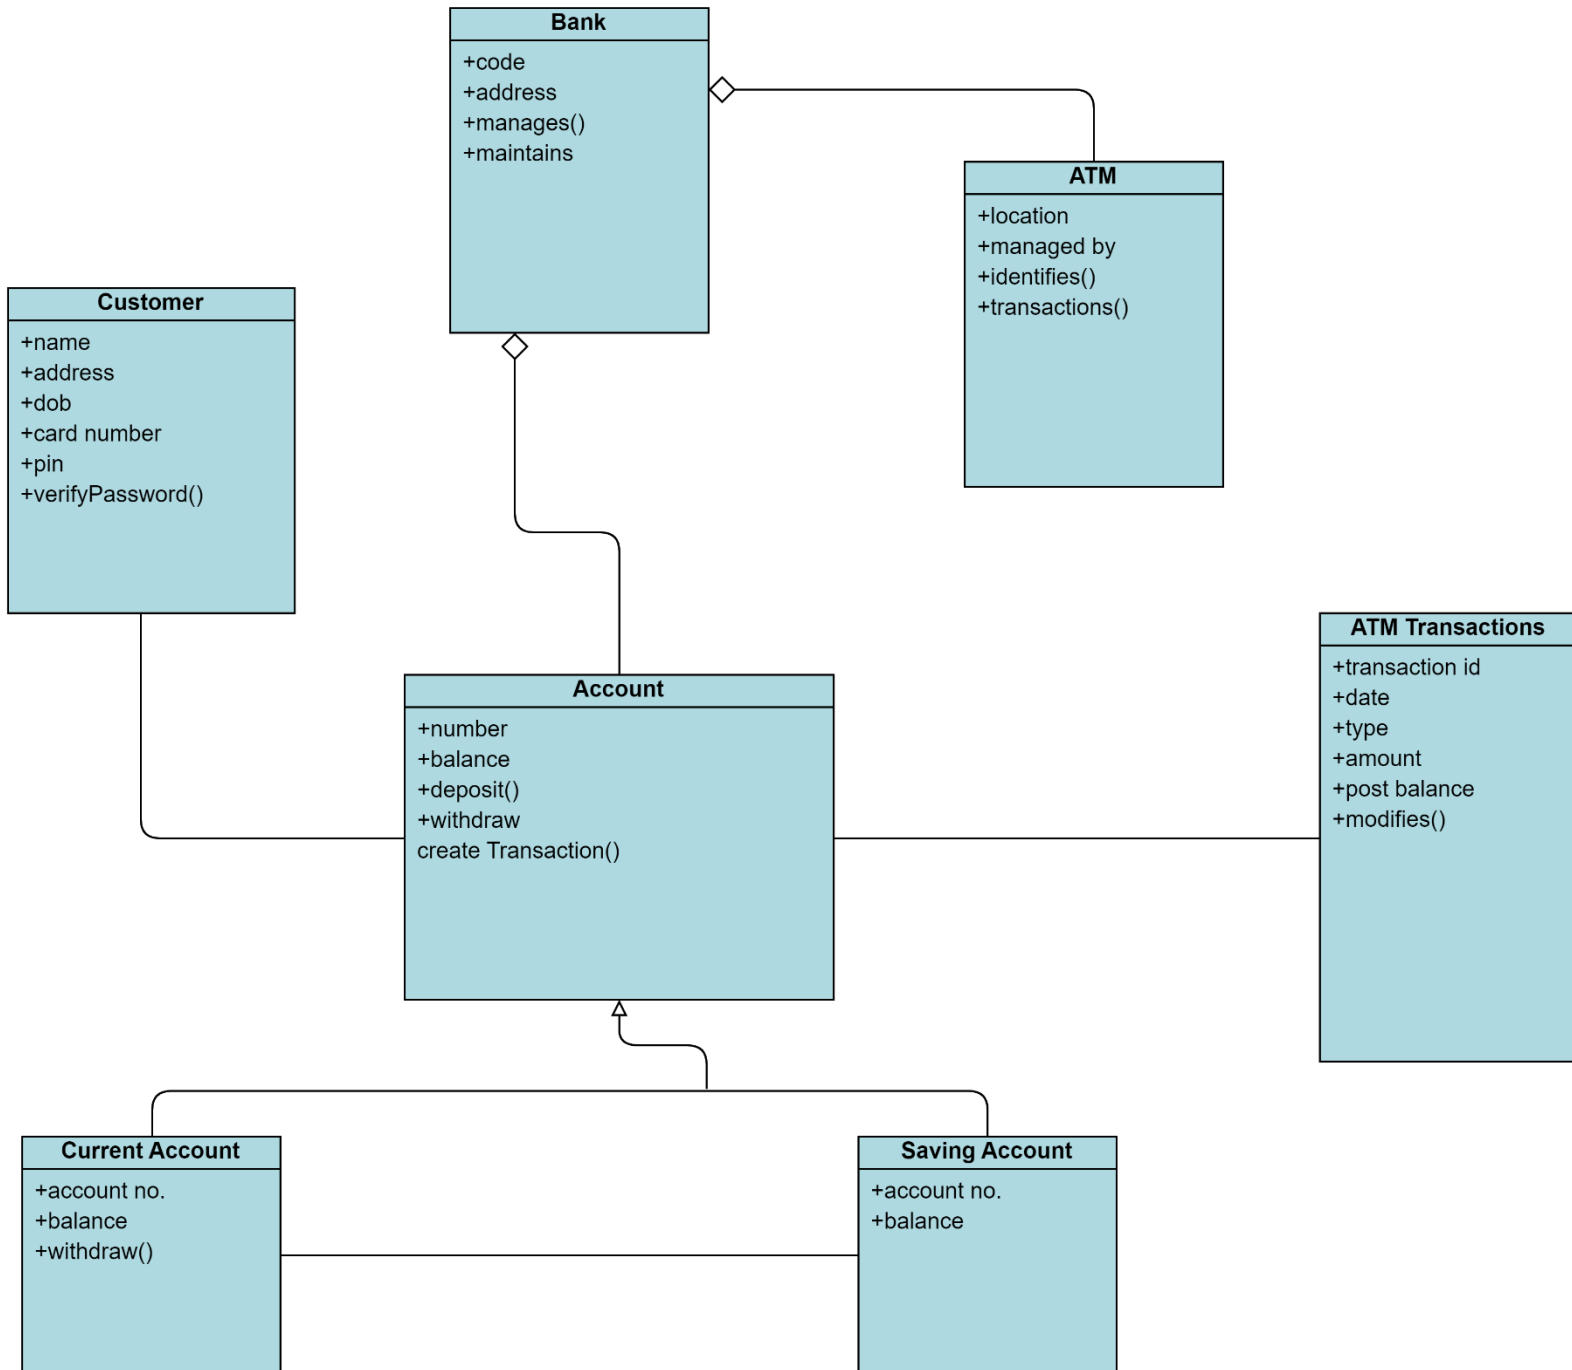 Bank
+code
+address
+manages()
+maintains
ATM
+location
+managed by
+identifies()
+transactions()
Customer
+name
+address
+dob
+card number
+pin
+verifyPassword()
Account
+number
+balance
+deposit()
+withdraw
create Transaction()
ATM Transactions
+transaction id
+date
+type
+amount
+post balance
+modifies()
Current Account
+account no.
+balance
+withdraw()
Saving Account
+account no.
+balance